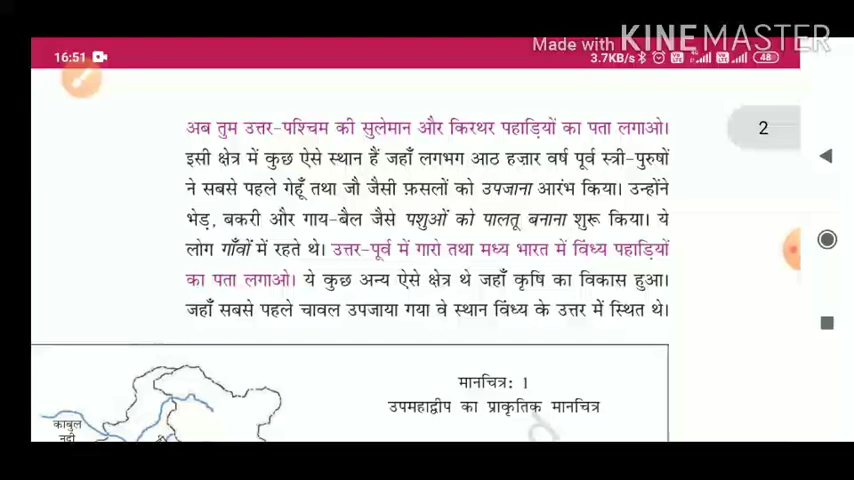 Made with KINEMASTER
16:51
3.7KB/s 48
2
अब तुम उत्तर-पश्चिम की सुलेमान और किरथर पहाड़ियों का पता लगाओ।
इसी क्षेत्र में कुछ ऐसे स्थान हैं जहाँ लगभग आठ हज़ार वर्ष पूर्व स्त्री-पुरुषों
ने सबसे पहले गेहूँ तथा जौ जैसी फ़सलों को उपजाना आरंभ किया। उन्होंने
भेड़, बकरी और गाय-बैल जैसे पशुओं को पालतू बनाना शुरू किया। ये
लोग गाँवों में रहते थे। उत्तर-पूर्व में गारो तथा मध्य भारत में विंध्य पहाड़ियों
का पता लगाओ। ये कुछ अन्य ऐसे क्षेत्र थे जहाँ कृषि का विकास हुआ।
जहाँ सबसे पहले चावल उपजाया गया वे स्थान विंध्य के उत्तर में स्थित थे।
मानचित्र: 1
उपमहाद्वीप का प्राकृतिक मानचित्र
काबुल
नदी